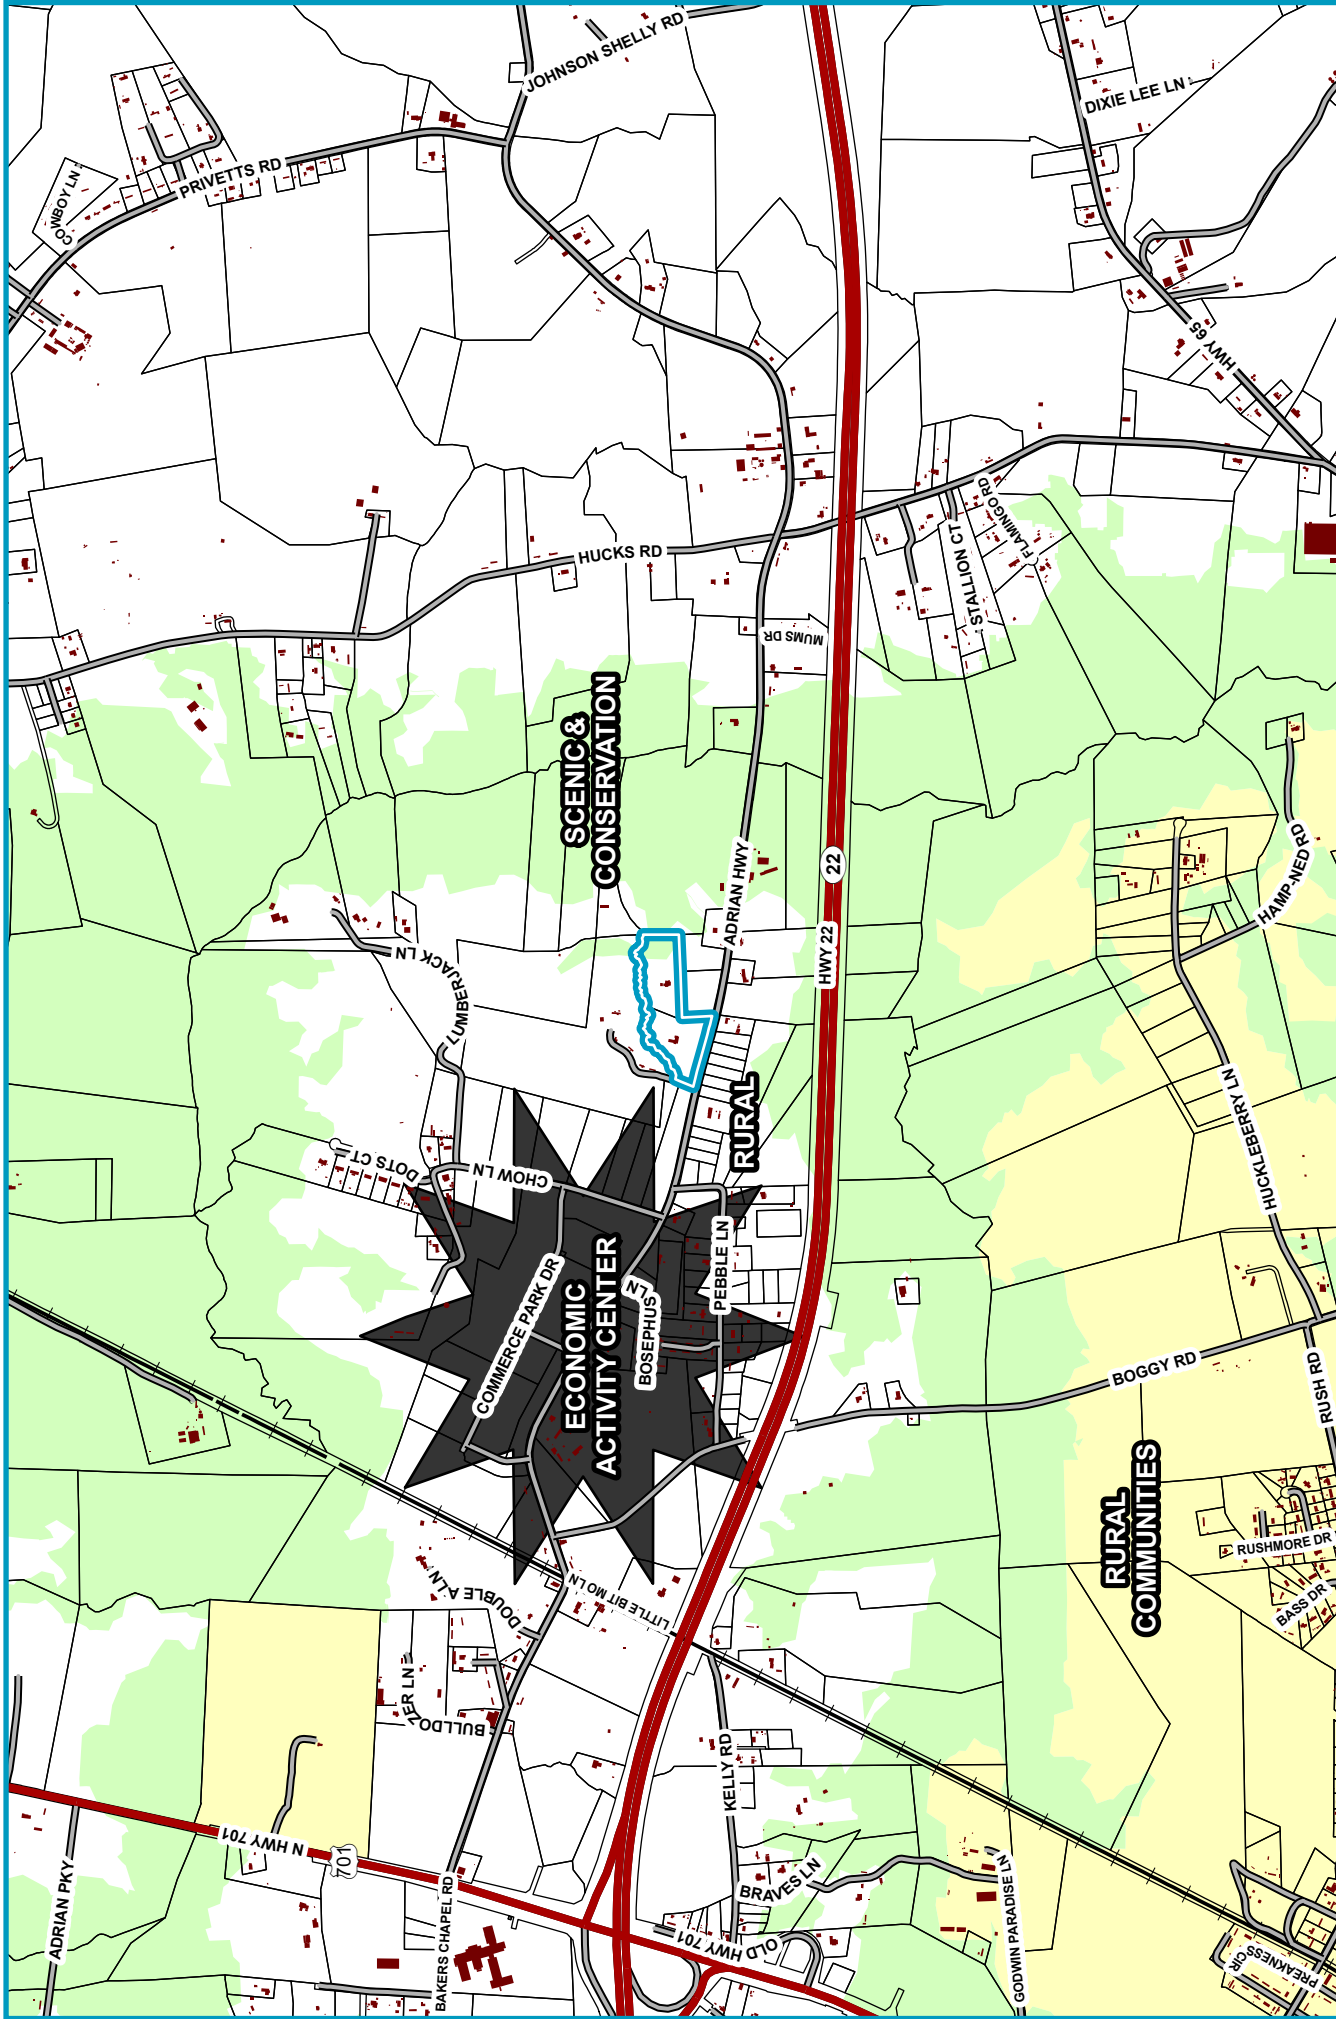 JOHNSON SHELLY RD
DIXIE LEE LN
PRIVETTS RD
COWBOY LN
HWY 65
HUCKS RD
STALLION CT
FLAMINGO RD
MUMS DR
SCENIC &
CONSERVATION
ADRIAN HWY
22
HWY 22
HAMP-NED RD
LUMBERJACK LN
RURAL
HUCKLEBERRY LN
DOTS CT
CHOW LN
PEBBLE LN
COMMERCE PARK DR
ECONOMIC
ACTIVITY CENTER
BOSEPHUS
LN
BOGGY RD
RUSH RD
RURAL
COMMUNITIES
RUSHMORE DR
BASS DR
LITTLE BIT MO LN
DOUBLE A LN
BULLDOZER LN
KELLY RD
N HWY 701
701
BRAVES LN
ADRIAN PKY
BAKERS CHAPEL RD
OLD HWY 701
GODWIN PARADISE LN
PREAKNESS
CIR